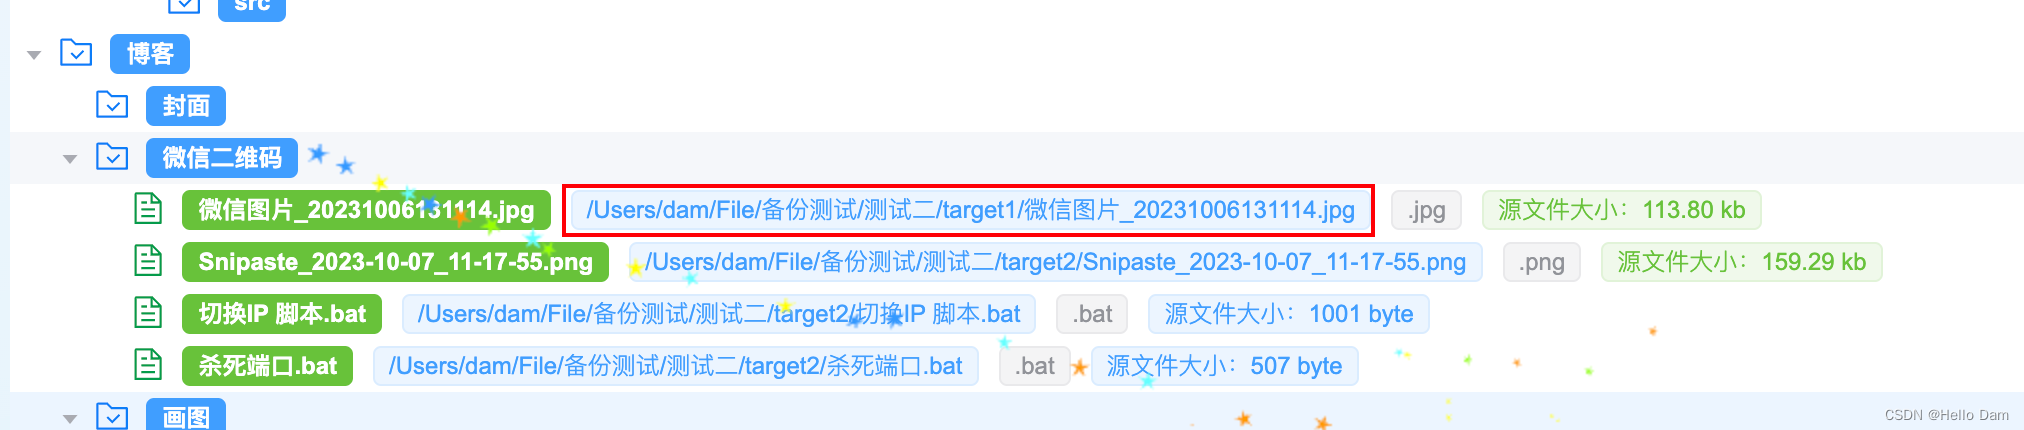 src
博客
封面
微信二维码
微信图片_20231006131114.jpg /Users/dam/File/备份测试/测试二/target1/微信图片_20231006131114.jpg .jpg 源文件大小：113.80 kb
Snipaste_2023-10-07_11-17-55.png /Users/dam/File/备份测试/测试二/target2/Snipaste_2023-10-07_11-17-55.png .png 源文件大小：159.29 kb
切换IP 脚本.bat /Users/dam/File/备份测试/测试二/target2/切换IP 脚本.bat .bat 源文件大小：1001 byte
杀死端口.bat /Users/dam/File/备份测试/测试二/target2/杀死端口.bat .bat 源文件大小：507 byte
画图
CSDN @Hello Dam